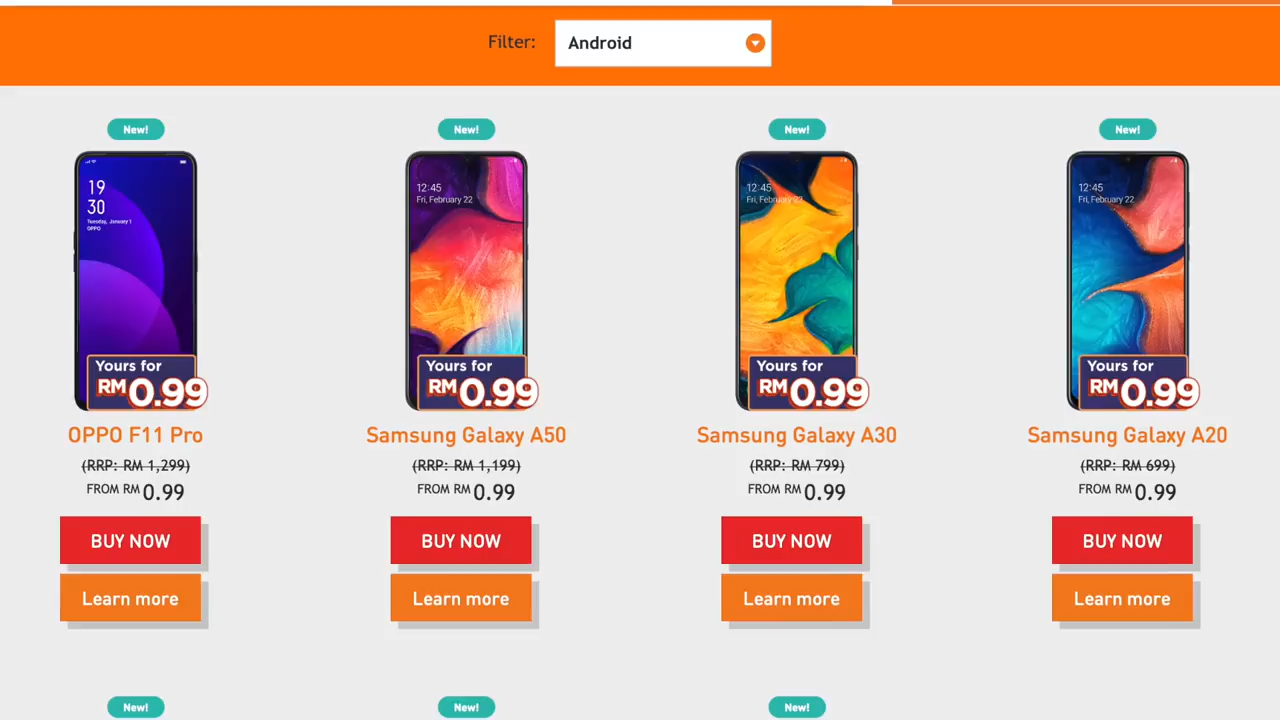 Filter: Android
New! New! New! New!
19
30
Tuesday, January 1
OPPO
12:45
Fri, February 22
12:45
Fri, February 22
12:45
Fri, February 22
Yours for
RM 0.99
Yours for
RM 0.99
Yours for
RM 0.99
Yours for
RM 0.99
OPPO F11 Pro
(RRP: RM 1,299)
FROM RM 0.99
BUY NOW
Learn more
Samsung Galaxy A50
(RRP: RM 1,199)
FROM RM 0.99
BUY NOW
Learn more
Samsung Galaxy A30
(RRP: RM 799)
FROM RM 0.99
BUY NOW
Learn more
Samsung Galaxy A20
(RRP: RM 699)
FROM RM 0.99
BUY NOW
Learn more
New! New! New!